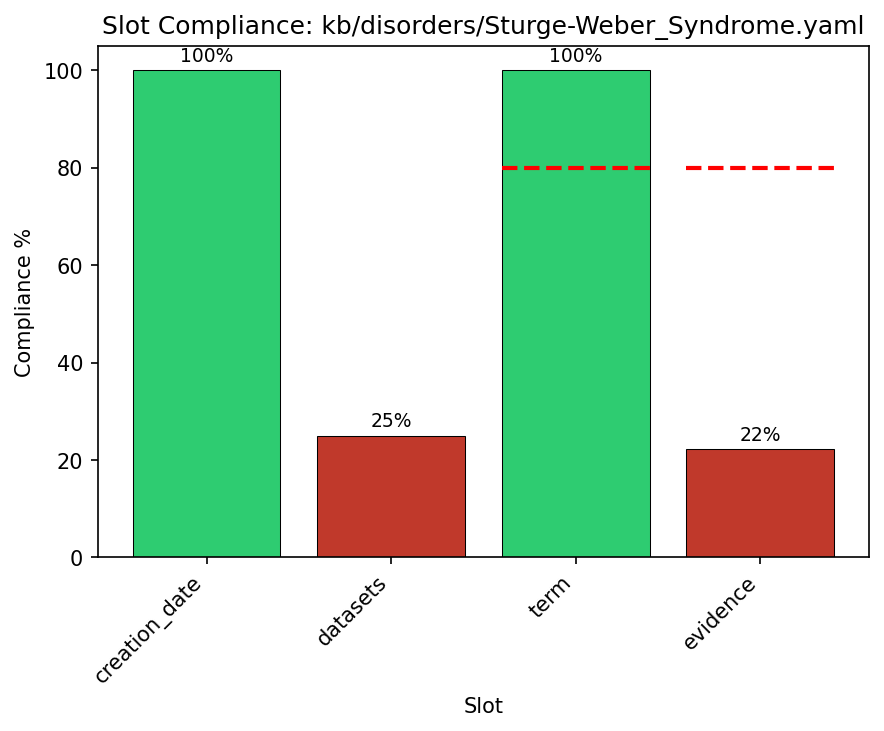 Slot Compliance: kb/disorders/Sturge-Weber_Syndrome.yaml
100%
100%
25%
22%
Compliance %
100
80
60
40
20
0
creation_date
datasets
term
evidence
Slot